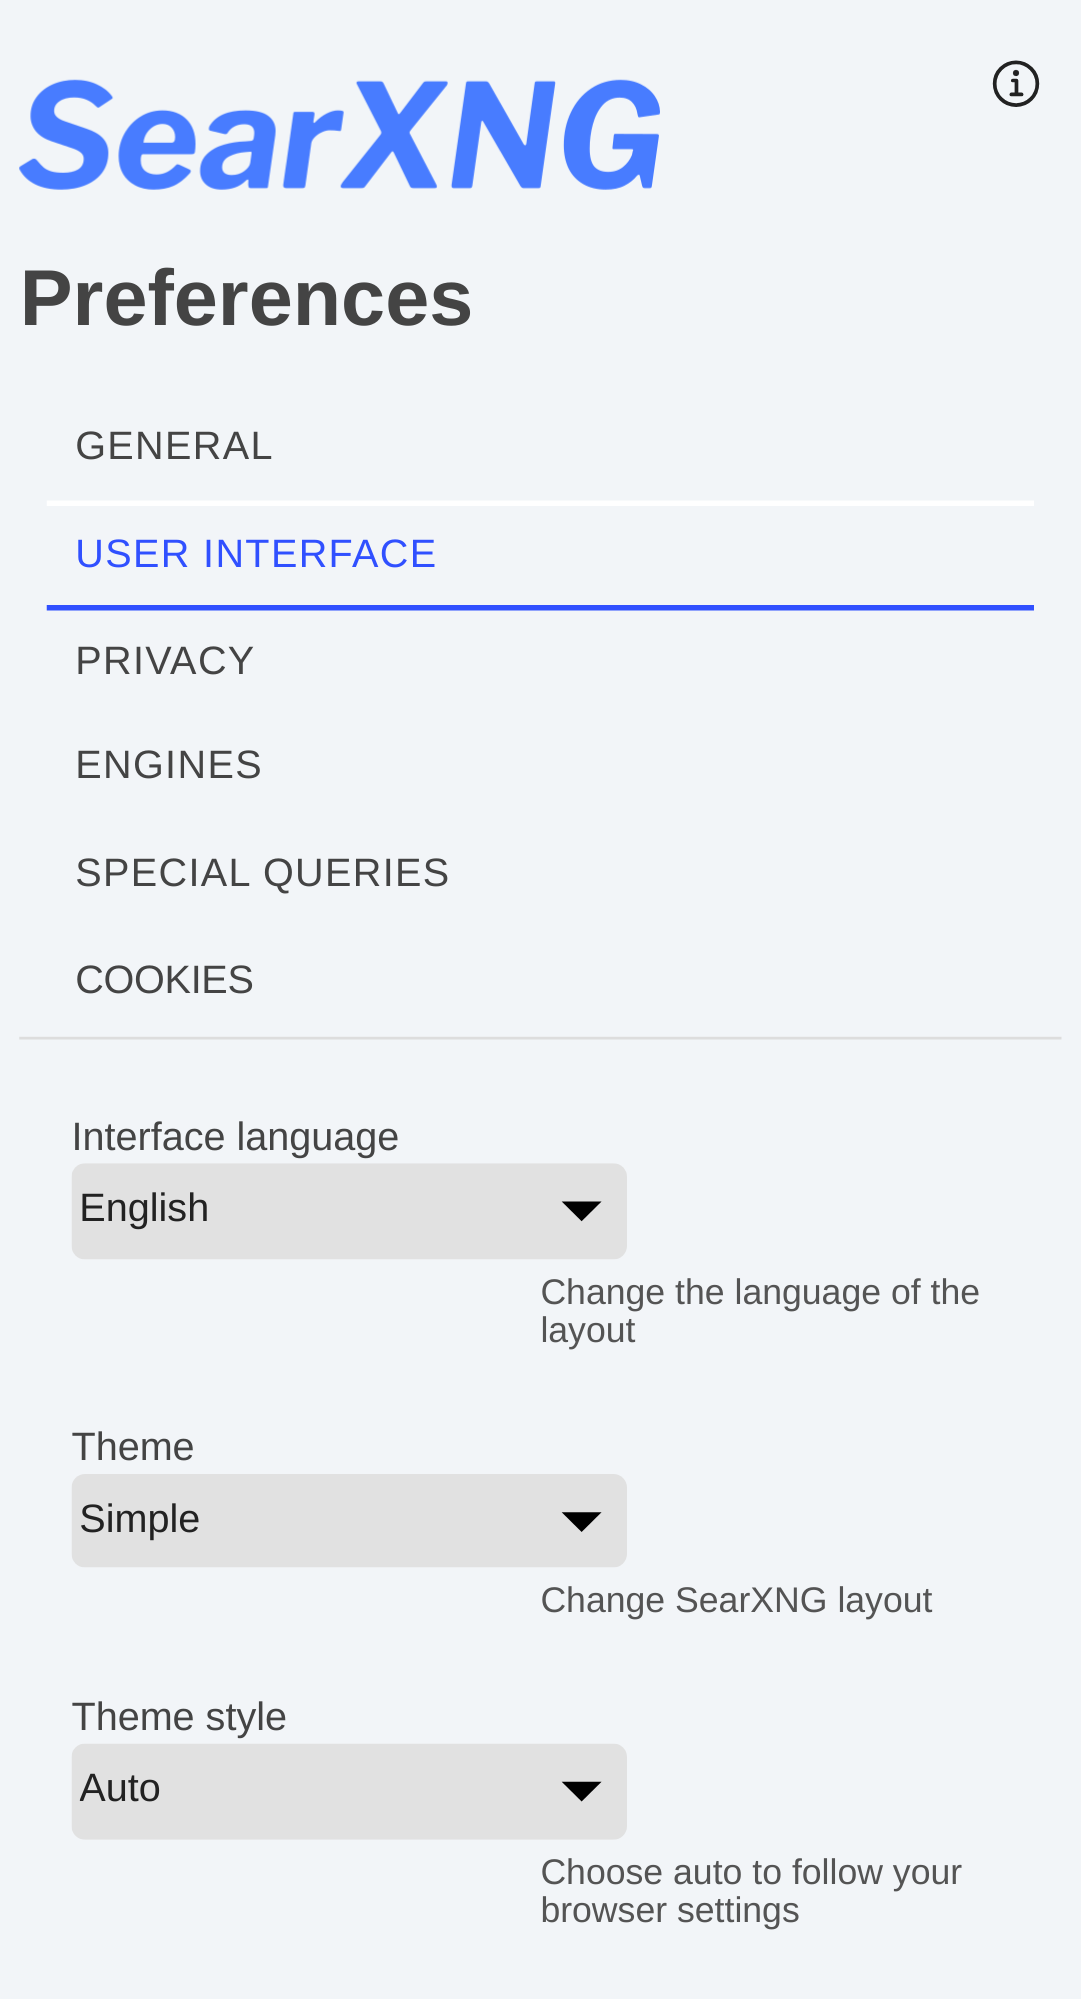 SearXNG
Preferences
GENERAL
USER INTERFACE
PRIVACY
ENGINES
SPECIAL QUERIES
COOKIES
Interface language
English
Change the language of the
layout
Theme
Simple
Change SearXNG layout
Theme style
Auto
Choose auto to follow your
browser settings